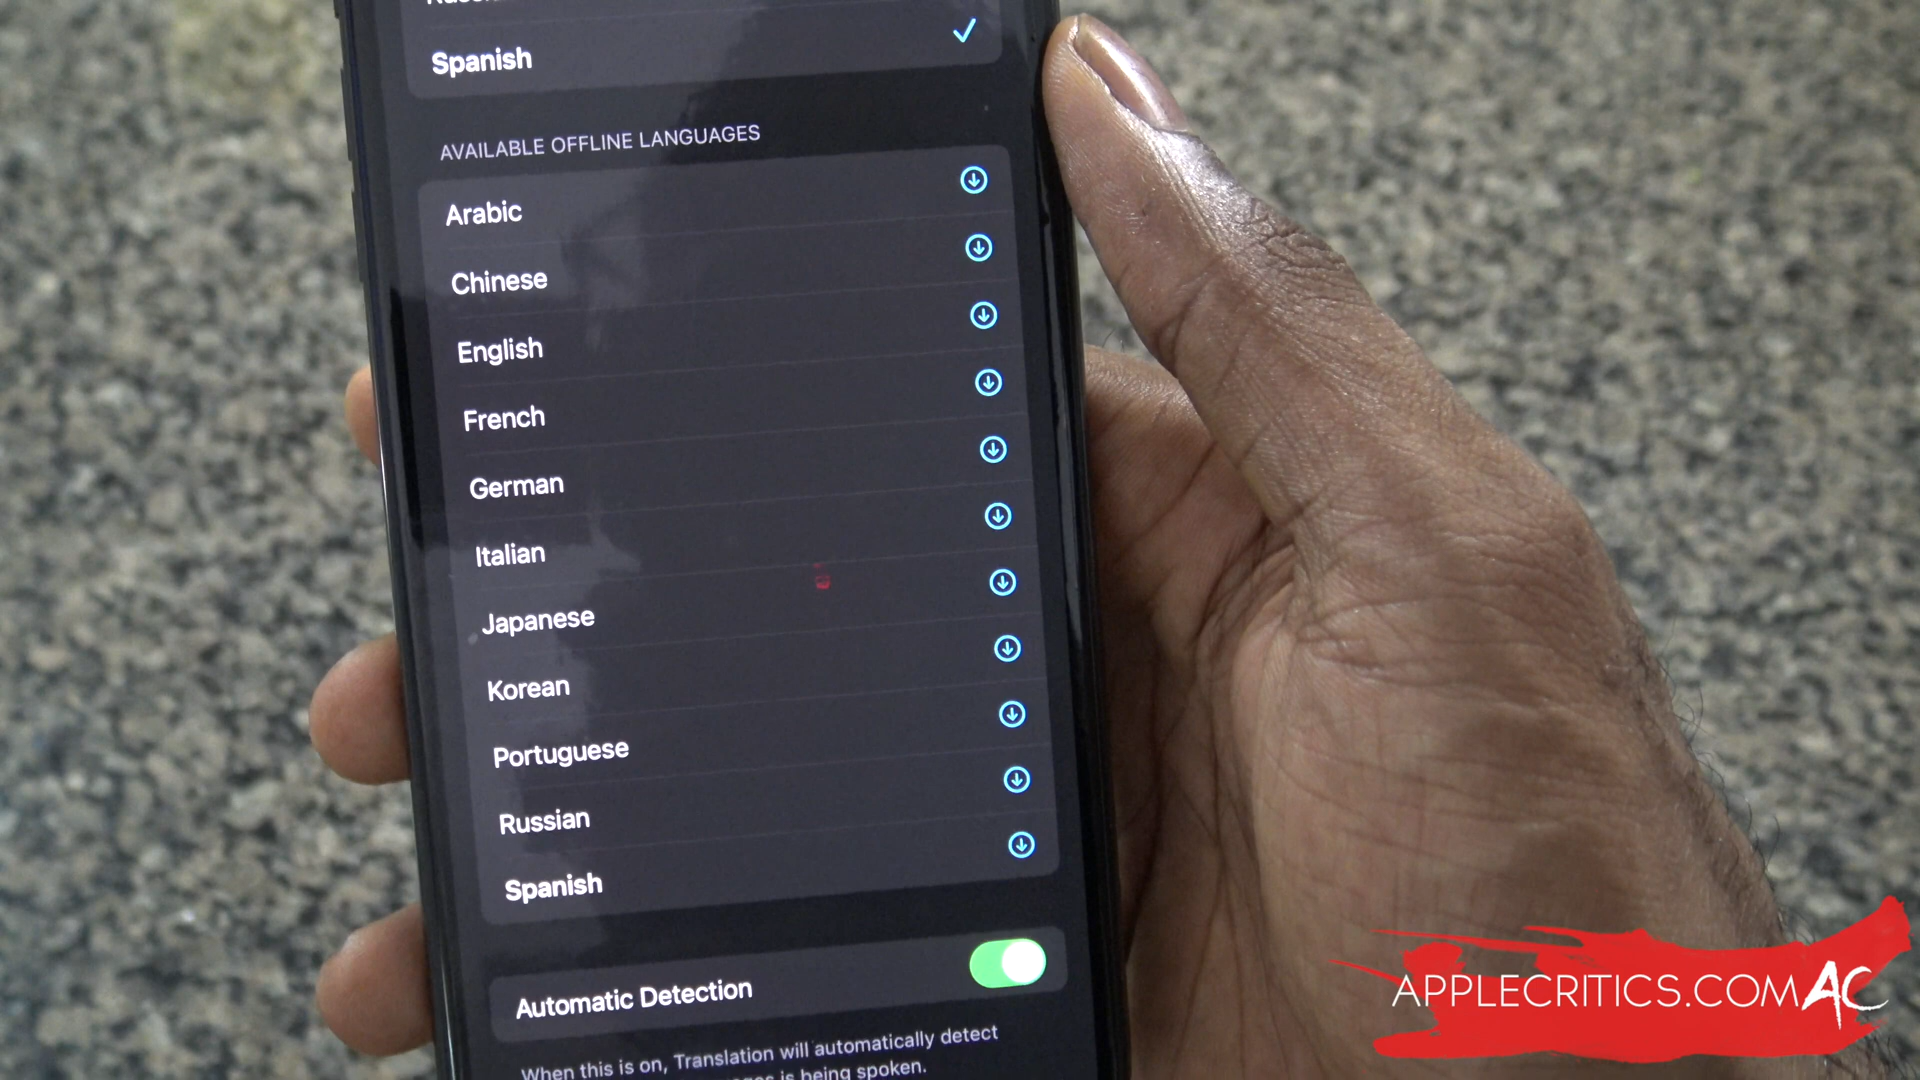 Spanish
AVAILABLE OFFLINE LANGUAGES
Arabic
Chinese
English
French
German
Italian
Japanese
Korean
Portuguese
Russian
Spanish
Automatic Detection
When this is on, Translation will automatically detect
is being spoken.
APPLECRITICS.COM AC